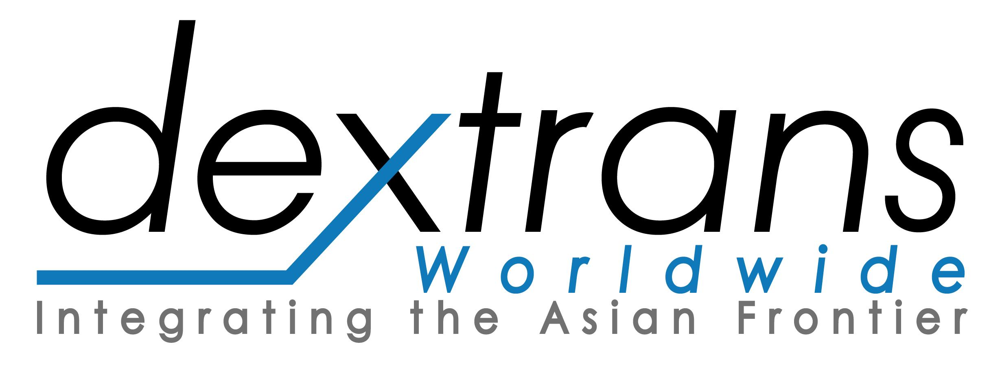 dextrans
Worldwide
Integrating the Asian Frontier